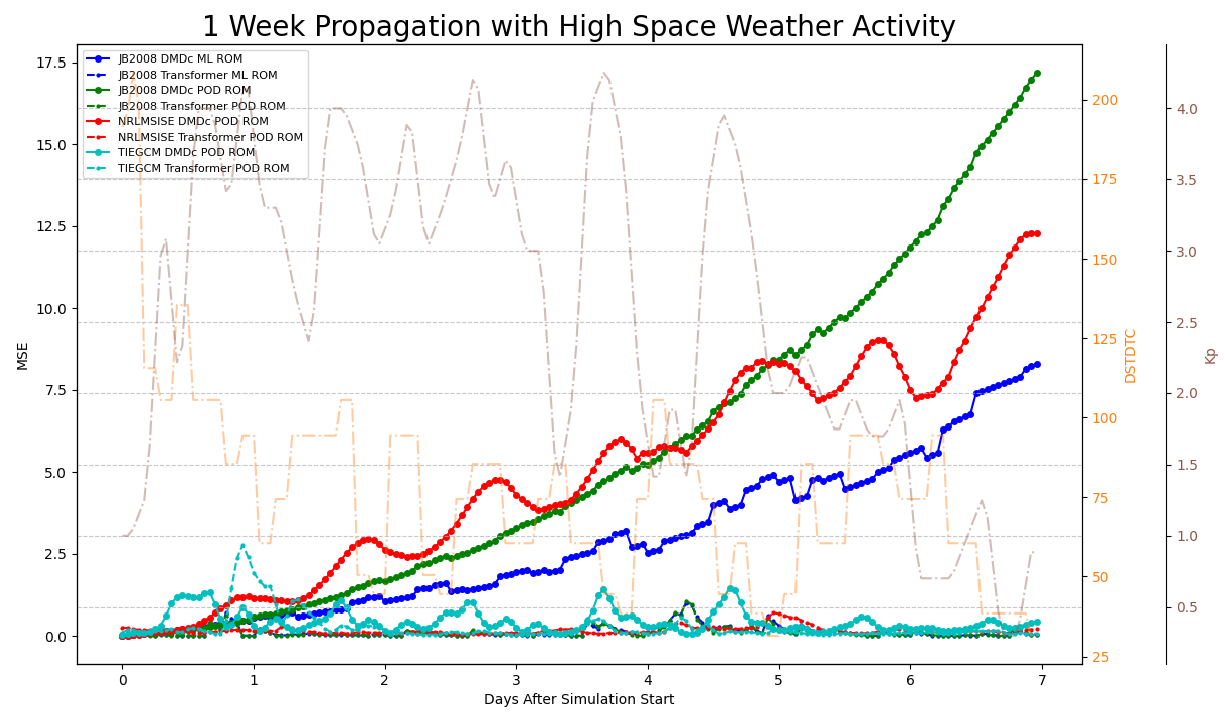 1 Week Propagation with High Space Weather Activity
JB2008 DMDc ML ROM
JB2008 Transformer ML ROM
JB2008 DMDc POD ROM
JB2008 Transformer POD ROM
NRLMSISE DMDc POD ROM
NRLMSISE Transformer POD ROM
TIEGCM DMDc POD ROM
TIEGCM Transformer POD ROM
MSE
17.5
15.0
12.5
10.0
7.5
5.0
2.5
0.0
0 1 2 3 4 5 6 7
Days After Simulation Start
200
175
150
125
100
75
50
25
DSTDTC
4.0
3.5
3.0
2.5
2.0
1.5
1.0
0.5
Kp